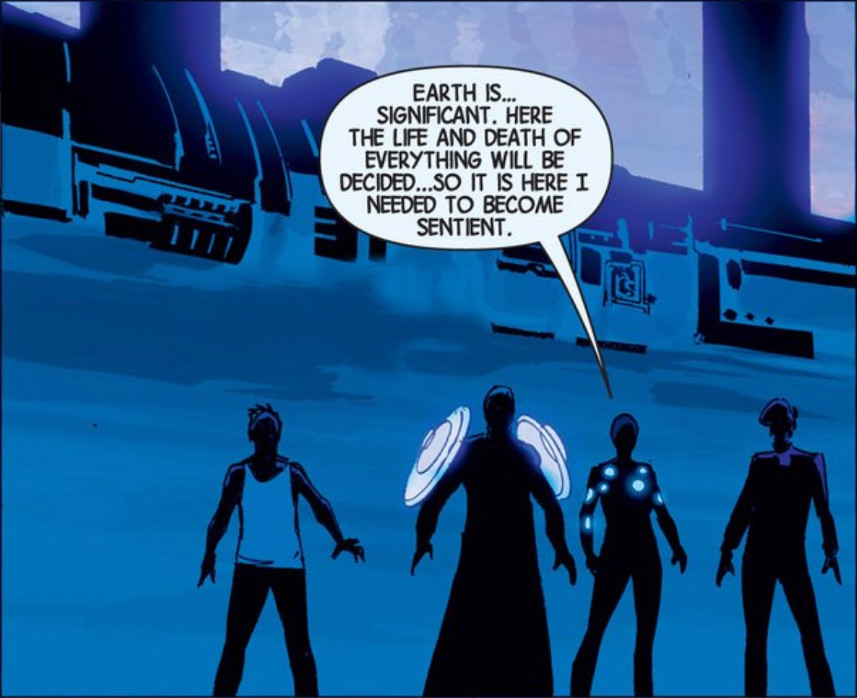 EARTH IS...
SIGNIFICANT. HERE
THE LIFE AND DEATH OF
EVERYTHING WILL BE
DECIDED...SO IT IS HERE I
NEEDED TO BECOME
SENTIENT.